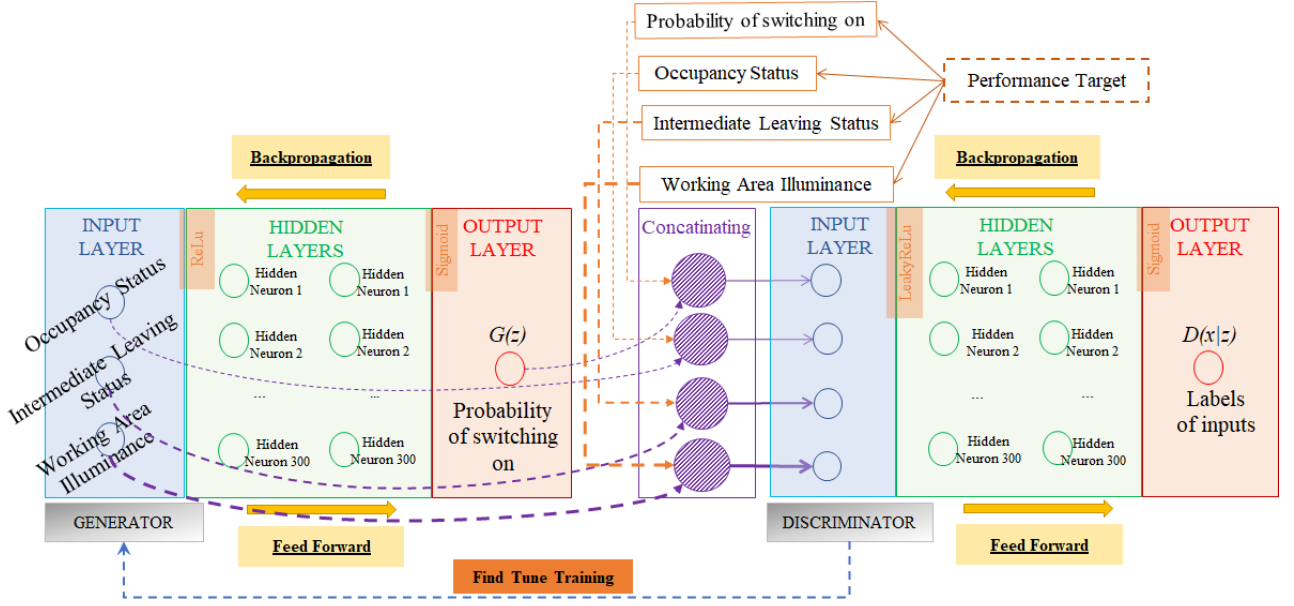 Probability of switching on
Occupancy Status
Performance Target
Intermediate Leaving Status
Working Area Illuminance
Backpropagation
Backpropagation
INPUT
LAYER
ReLu
HIDDEN
LAYERS
Sigmoid
OUTPUT
LAYER
Concatinating
INPUT
LAYER
LeakyReLu
HIDDEN
LAYERS
Sigmoid
OUTPUT
LAYER
Occupancy Status
Intermediate Leaving
Status
Working Area
Illuminance
Hidden
Neuron 1
Hidden
Neuron 1
Hidden
Neuron 2
Hidden
Neuron 2
...
...
Hidden
Neuron 300
Hidden
Neuron 300
G(z)
Probability
of switching
on
Hidden
Neuron 1
Hidden
Neuron 1
Hidden
Neuron 2
Hidden
Neuron 2
...
...
Hidden
Neuron 300
Hidden
Neuron 300
D(x|z)
Labels
of inputs
GENERATOR
Feed Forward
DISCRIMINATOR
Feed Forward
Find Tune Training